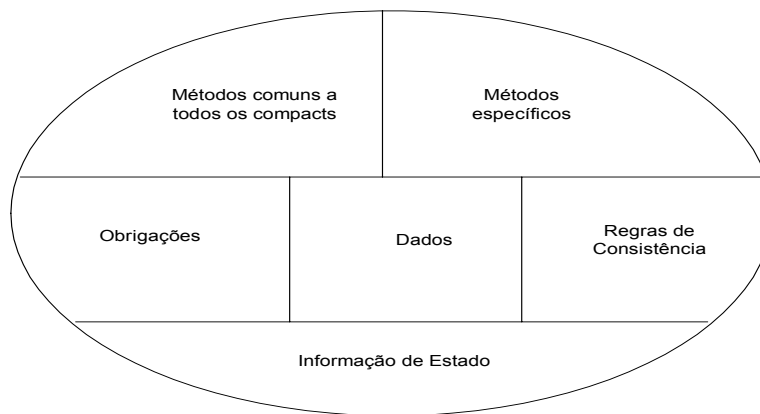 Métodos comuns a
todos os compacts
Métodos
específicos
Obrigações
Dados
Regras de
Consistência
Informação de Estado